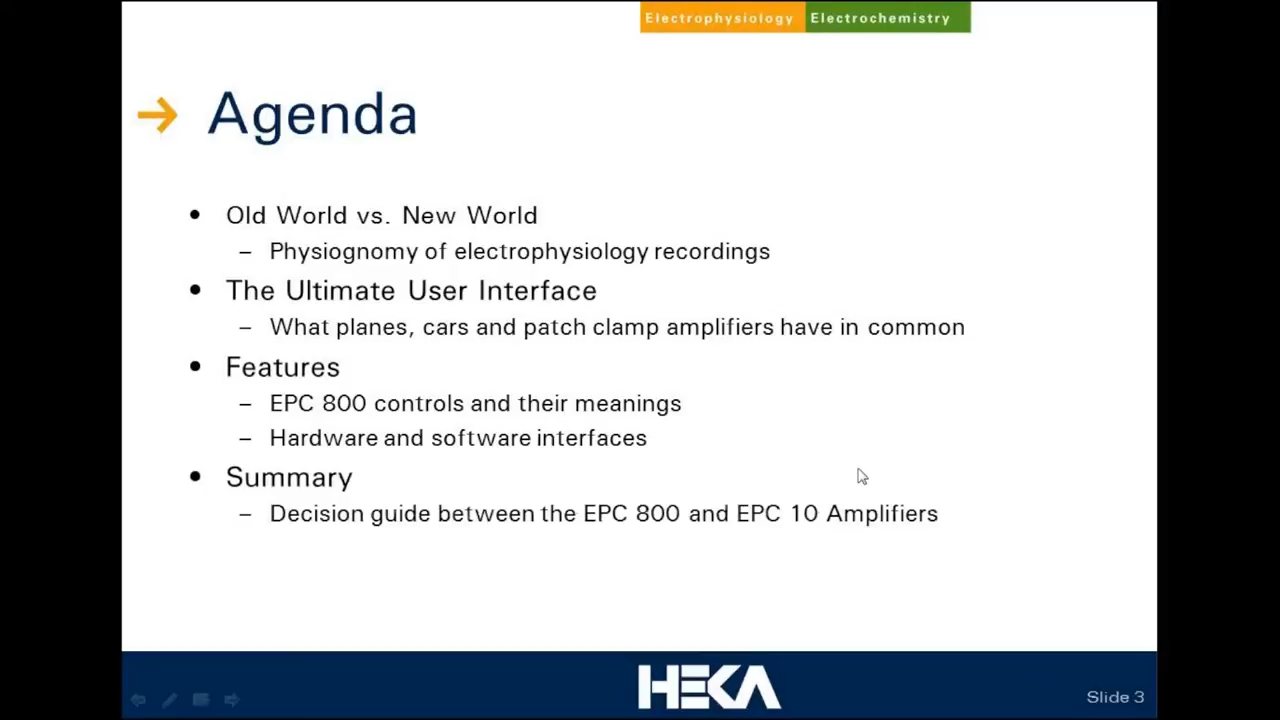 Electrophysiology Electrochemistry
→ Agenda
• Old World vs. New World
– Physiognomy of electrophysiology recordings
• The Ultimate User Interface
– What planes, cars and patch clamp amplifiers have in common
• Features
– EPC 800 controls and their meanings
– Hardware and software interfaces
• Summary
– Decision guide between the EPC 800 and EPC 10 Amplifiers
HEKA
Slide 3